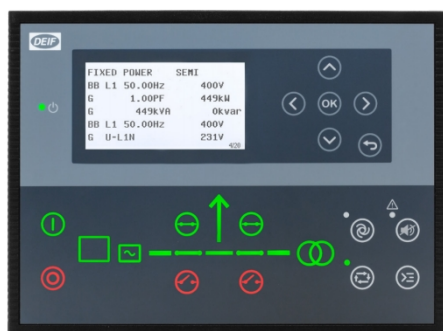 DEIF
FIXED POWER SEMI
BB L1 50.00Hz 400V
G 1.00PF 449kW
G 449kVA 0kvar
BB L1 50.00Hz 400V
G U-L1N 231V
4/20
OK